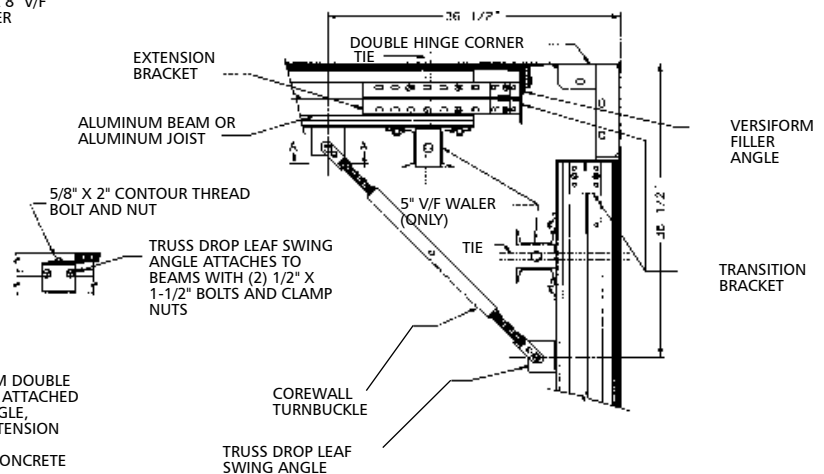 8" V/F
ER
36 1/2"
DOUBLE HINGE CORNER
TIE
EXTENSION
BRACKET
ALUMINUM BEAM OR
ALUMINUM JOIST
VERSIFORM
FILLER
ANGLE
A
A
5/8" X 2" CONTOUR THREAD
BOLT AND NUT
5" V/F WALER
(ONLY)
36 1/2"
TRUSS DROP LEAF SWING
ANGLE ATTACHES TO
BEAMS WITH (2) 1/2" X
1-1/2" BOLTS AND CLAMP
NUTS
TIE
TRANSITION
BRACKET
M DOUBLE
ATTACHED
GLE,
TENSION
ONCRETE
COREWALL
TURNBUCKLE
TRUSS DROP LEAF
SWING ANGLE